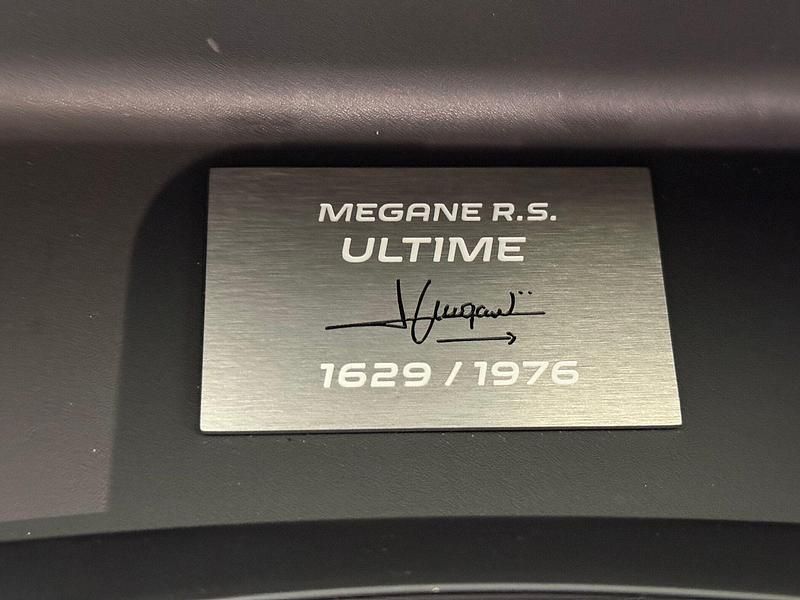 MEGANE R.S.
ULTIME
1629 / 1976